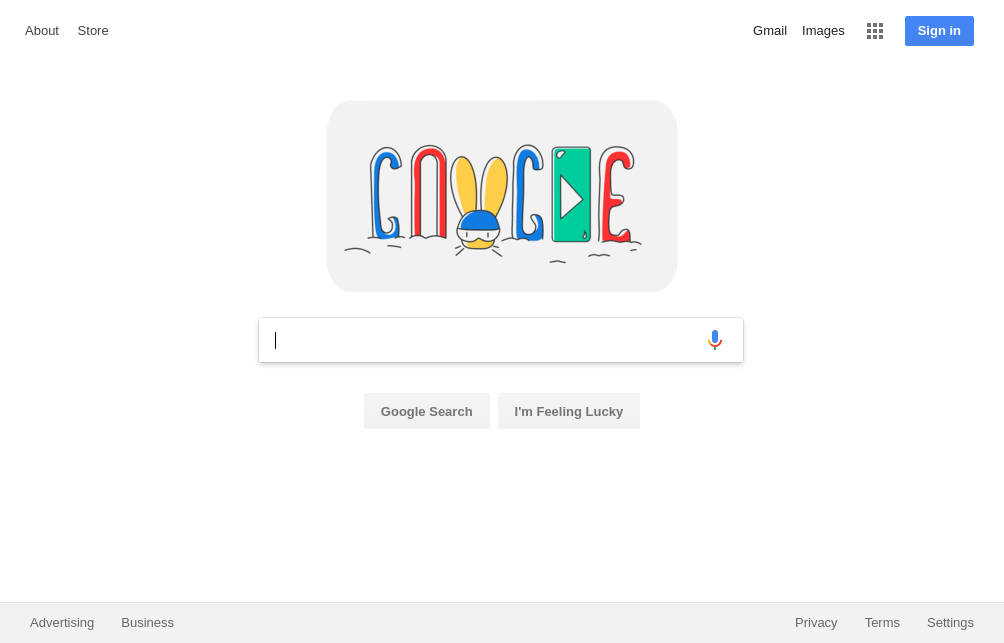 About Store
Gmail Images Sign in
Google Search I'm Feeling Lucky
Advertising Business
Privacy Terms Settings